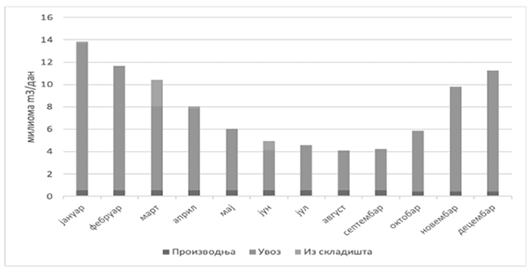 16
14
12
10
8
6
4
2
0
милиома m3/дан
јануар
фебруар
март
април
мај
јун
јул
август
септембар
октобар
новембар
децембар
Производња Увоз Из складишта